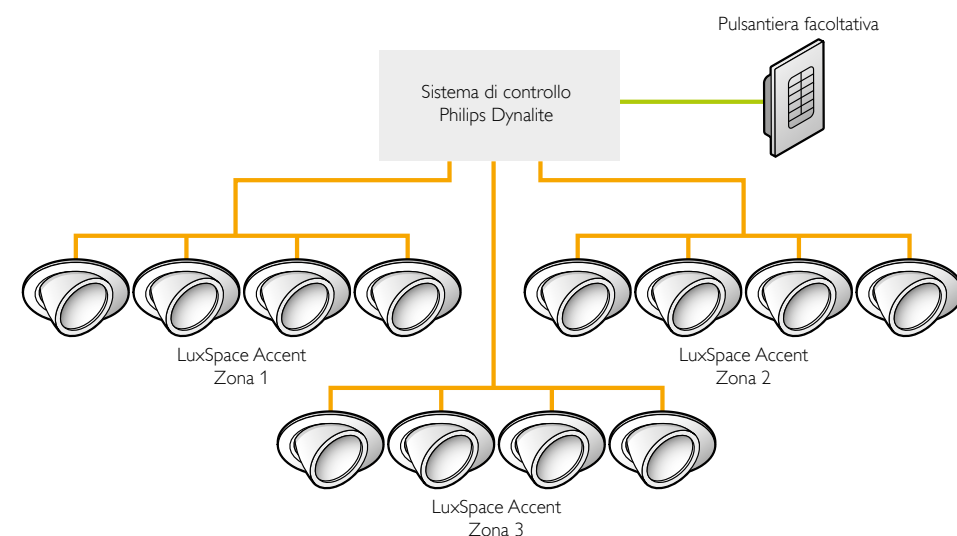 Pulsantiera facoltativa
Sistema di controllo
Philips Dynalite
LuxSpace Accent
Zona 1
LuxSpace Accent
Zona 2
LuxSpace Accent
Zona 3